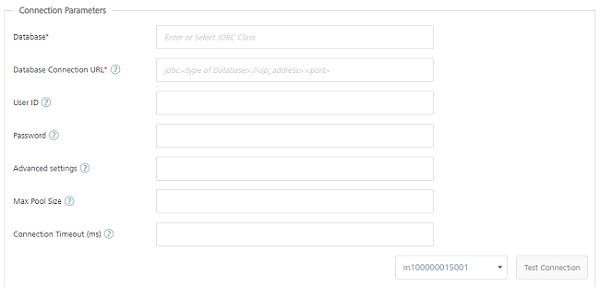 Connection Parameters
Database* Enter or Select JDBC Class
Database Connection URL* ? jdbc:<type of Database>://<ip_address>:<port>
User ID ?
Password ?
Advanced settings ?
Max Pool Size ?
Connection Timeout (ms) ?
m100000015001 Test Connection